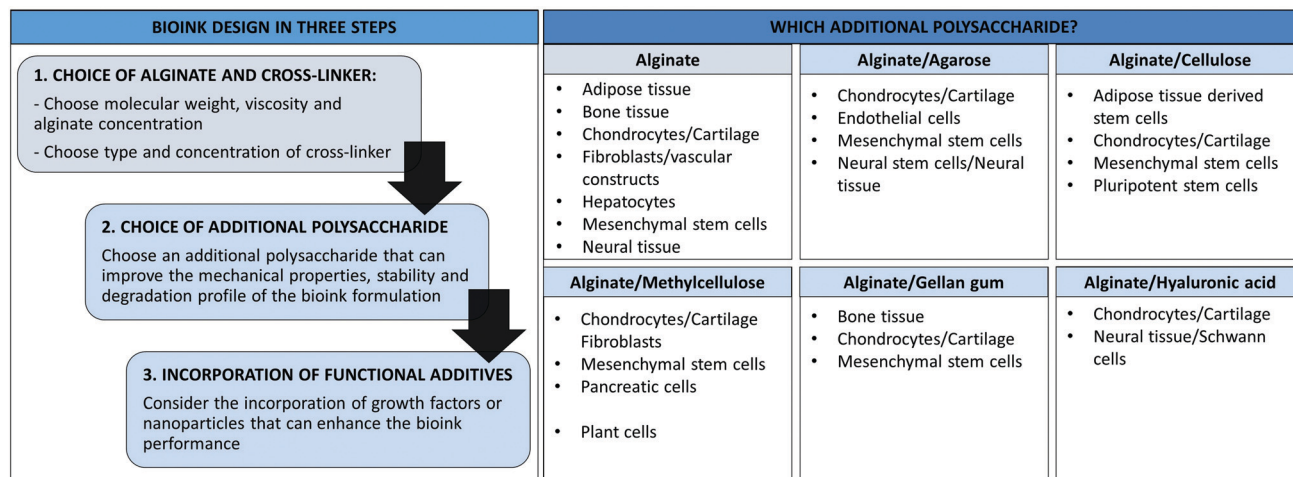 BIOINK DESIGN IN THREE STEPS
1. CHOICE OF ALGINATE AND CROSS-LINKER:
- Choose molecular weight, viscosity and
alginate concentration
- Choose type and concentration of cross-linker
2. CHOICE OF ADDITIONAL POLYSACCHARIDE
Choose an additional polysaccharide that can
improve the mechanical properties, stability and
degradation profile of the bioink formulation
3. INCORPORATION OF FUNCTIONAL ADDITIVES
Consider the incorporation of growth factors or
nanoparticles that can enhance the bioink
performance
WHICH ADDITIONAL POLYSACCHARIDE?
Alginate
• Adipose tissue
• Bone tissue
• Chondrocytes/Cartilage
• Fibroblasts/vascular
constructs
• Hepatocytes
• Mesenchymal stem cells
• Neural tissue
Alginate/Agarose
• Chondrocytes/Cartilage
• Endothelial cells
• Mesenchymal stem cells
• Neural stem cells/Neural
tissue
Alginate/Cellulose
• Adipose tissue derived
stem cells
• Chondrocytes/Cartilage
• Mesenchymal stem cells
• Pluripotent stem cells
Alginate/Methylcellulose
• Chondrocytes/Cartilage
Fibroblasts
• Mesenchymal stem cells
• Pancreatic cells
• Plant cells
Alginate/Gellan gum
• Bone tissue
• Chondrocytes/Cartilage
• Mesenchymal stem cells
Alginate/Hyaluronic acid
• Chondrocytes/Cartilage
• Neural tissue/Schwann
cells